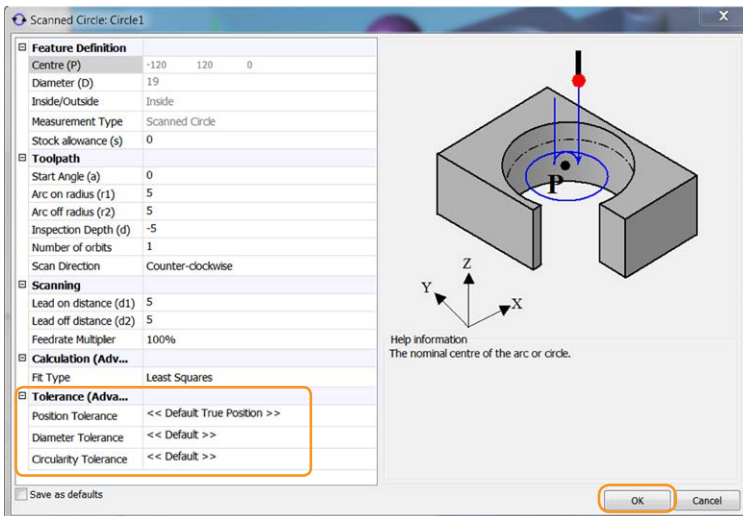 Scanned Circle: Circle1
X
Feature Definition
Centre (P) -120 120 0
Diameter (D) 19
Inside/Outside Inside
Measurement Type Scanned Circle
Stock allowance (s) 0
Toolpath
Start Angle (a) 0
Arc on radius (r1) 5
Arc off radius (r2) 5
Inspection Depth (d) -5
Number of orbits 1
Scan Direction Counter-clockwise
Scanning
Lead on distance (d1) 5
Lead off distance (d2) 5
Feedrate Multiplier 100%
Calculation (Adv...
Fit Type Least Squares
Tolerance (Adva...
Position Tolerance << Default True Position >>
Diameter Tolerance << Default >>
Circularity Tolerance << Default >>
P
Z
Y
X
Help information
The nominal centre of the arc or circle.
Save as defaults
OK Cancel